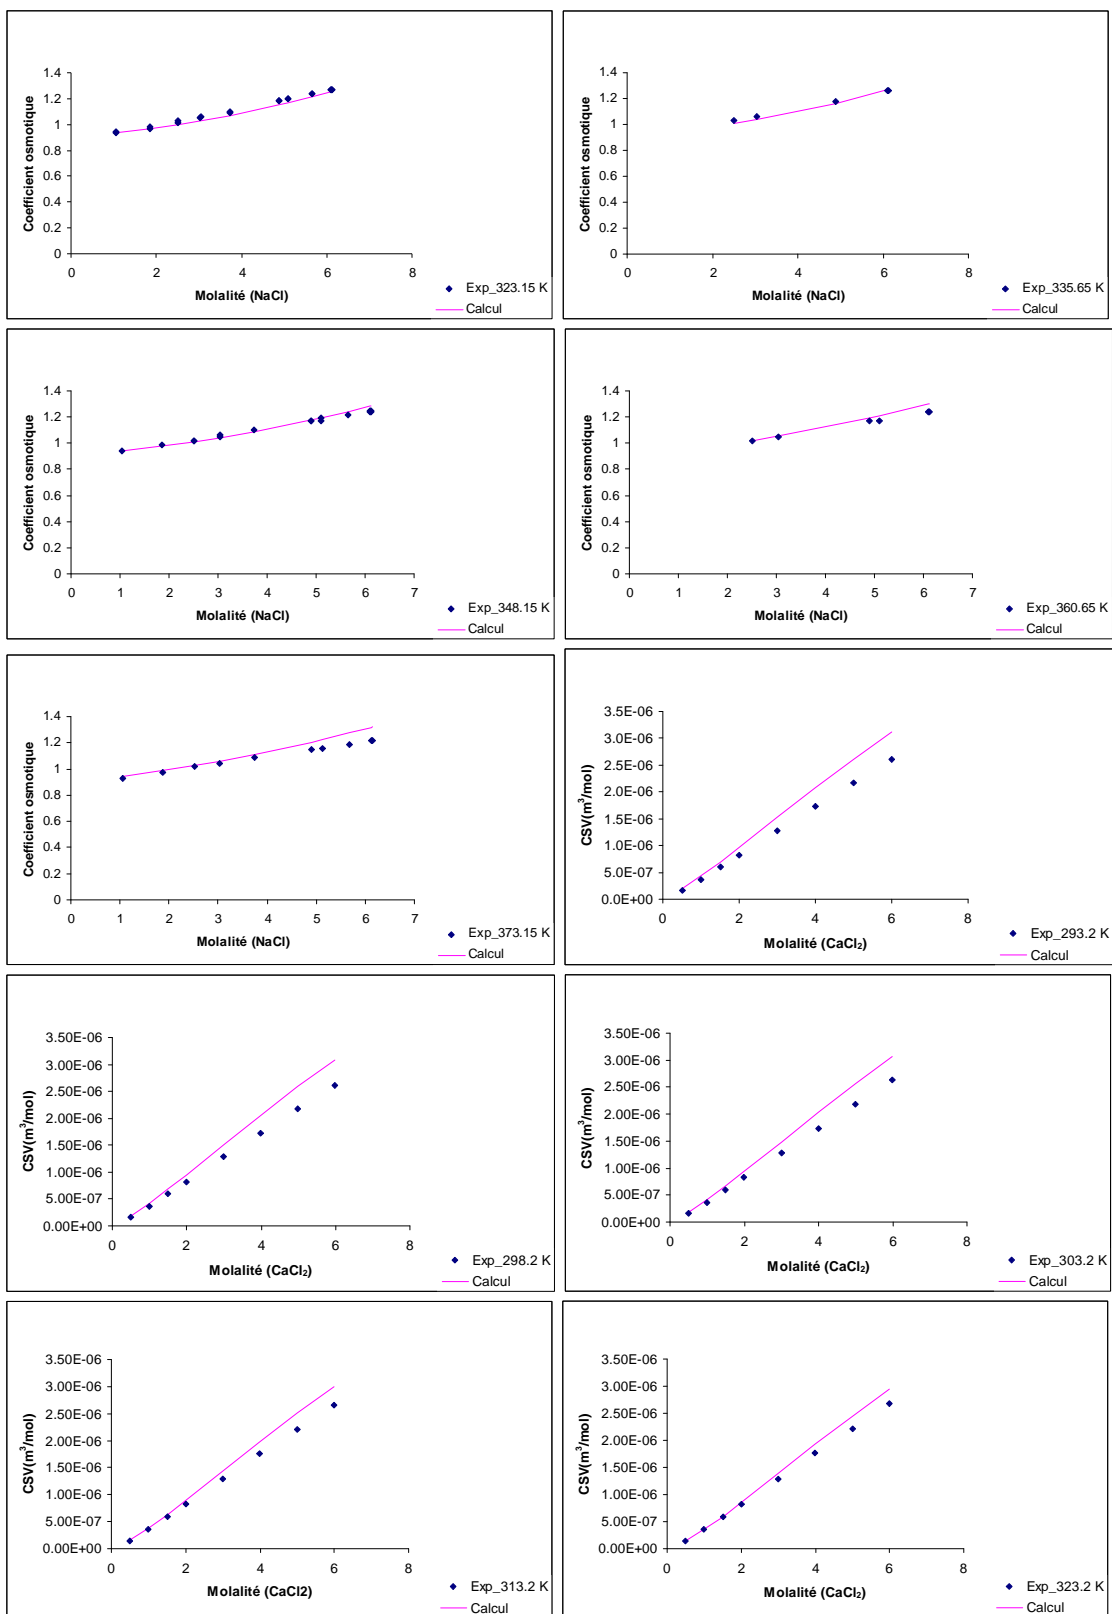 1.4
1.2
1
0.8
0.6
0.4
0.2
0
0 2 4 6 8
Coefficient osmotique
Molalité (NaCl)
Exp_323.15 K
Calcul
1.4
1.2
1
0.8
0.6
0.4
0.2
0
0 2 4 6 8
Coefficient osmotique
Molalité (NaCl)
Exp_335.65 K
Calcul
1.4
1.2
1
0.8
0.6
0.4
0.2
0
0 1 2 3 4 5 6 7
Coefficient osmotique
Molalité (NaCl)
Exp_348.15 K
Calcul
1.4
1.2
1
0.8
0.6
0.4
0.2
0
0 1 2 3 4 5 6 7
Coefficient osmotique
Molalité (NaCl)
Exp_360.65 K
Calcul
1.4
1.2
1
0.8
0.6
0.4
0.2
0
0 1 2 3 4 5 6 7
Coefficient osmotique
Molalité (NaCl)
Exp_373.15 K
Calcul
3.5E-06
3.0E-06
2.5E-06
2.0E-06
1.5E-06
1.0E-06
5.0E-07
0.0E+00
0 2 4 6 8
CSV(m³/mol)
Molalité (CaCl₂)
Exp_293.2 K
Calcul
3.50E-06
3.00E-06
2.50E-06
2.00E-06
1.50E-06
1.00E-06
5.00E-07
0.00E+00
0 2 4 6 8
CSV(m³/mol)
Molalité (CaCl₂)
Exp_298.2 K
Calcul
3.50E-06
3.00E-06
2.50E-06
2.00E-06
1.50E-06
1.00E-06
5.00E-07
0.00E+00
0 2 4 6 8
CSV(m³/mol)
Molalité (CaCl₂)
Exp_303.2 K
Calcul
3.50E-06
3.00E-06
2.50E-06
2.00E-06
1.50E-06
1.00E-06
5.00E-07
0.00E+00
0 2 4 6 8
CSV(m³/mol)
Molalité (CaCl2)
Exp_313.2 K
Calcul
3.50E-06
3.00E-06
2.50E-06
2.00E-06
1.50E-06
1.00E-06
5.00E-07
0.00E+00
0 2 4 6 8
CSV(m³/mol)
Molalité (CaCl₂)
Exp_323.2 K
Calcul